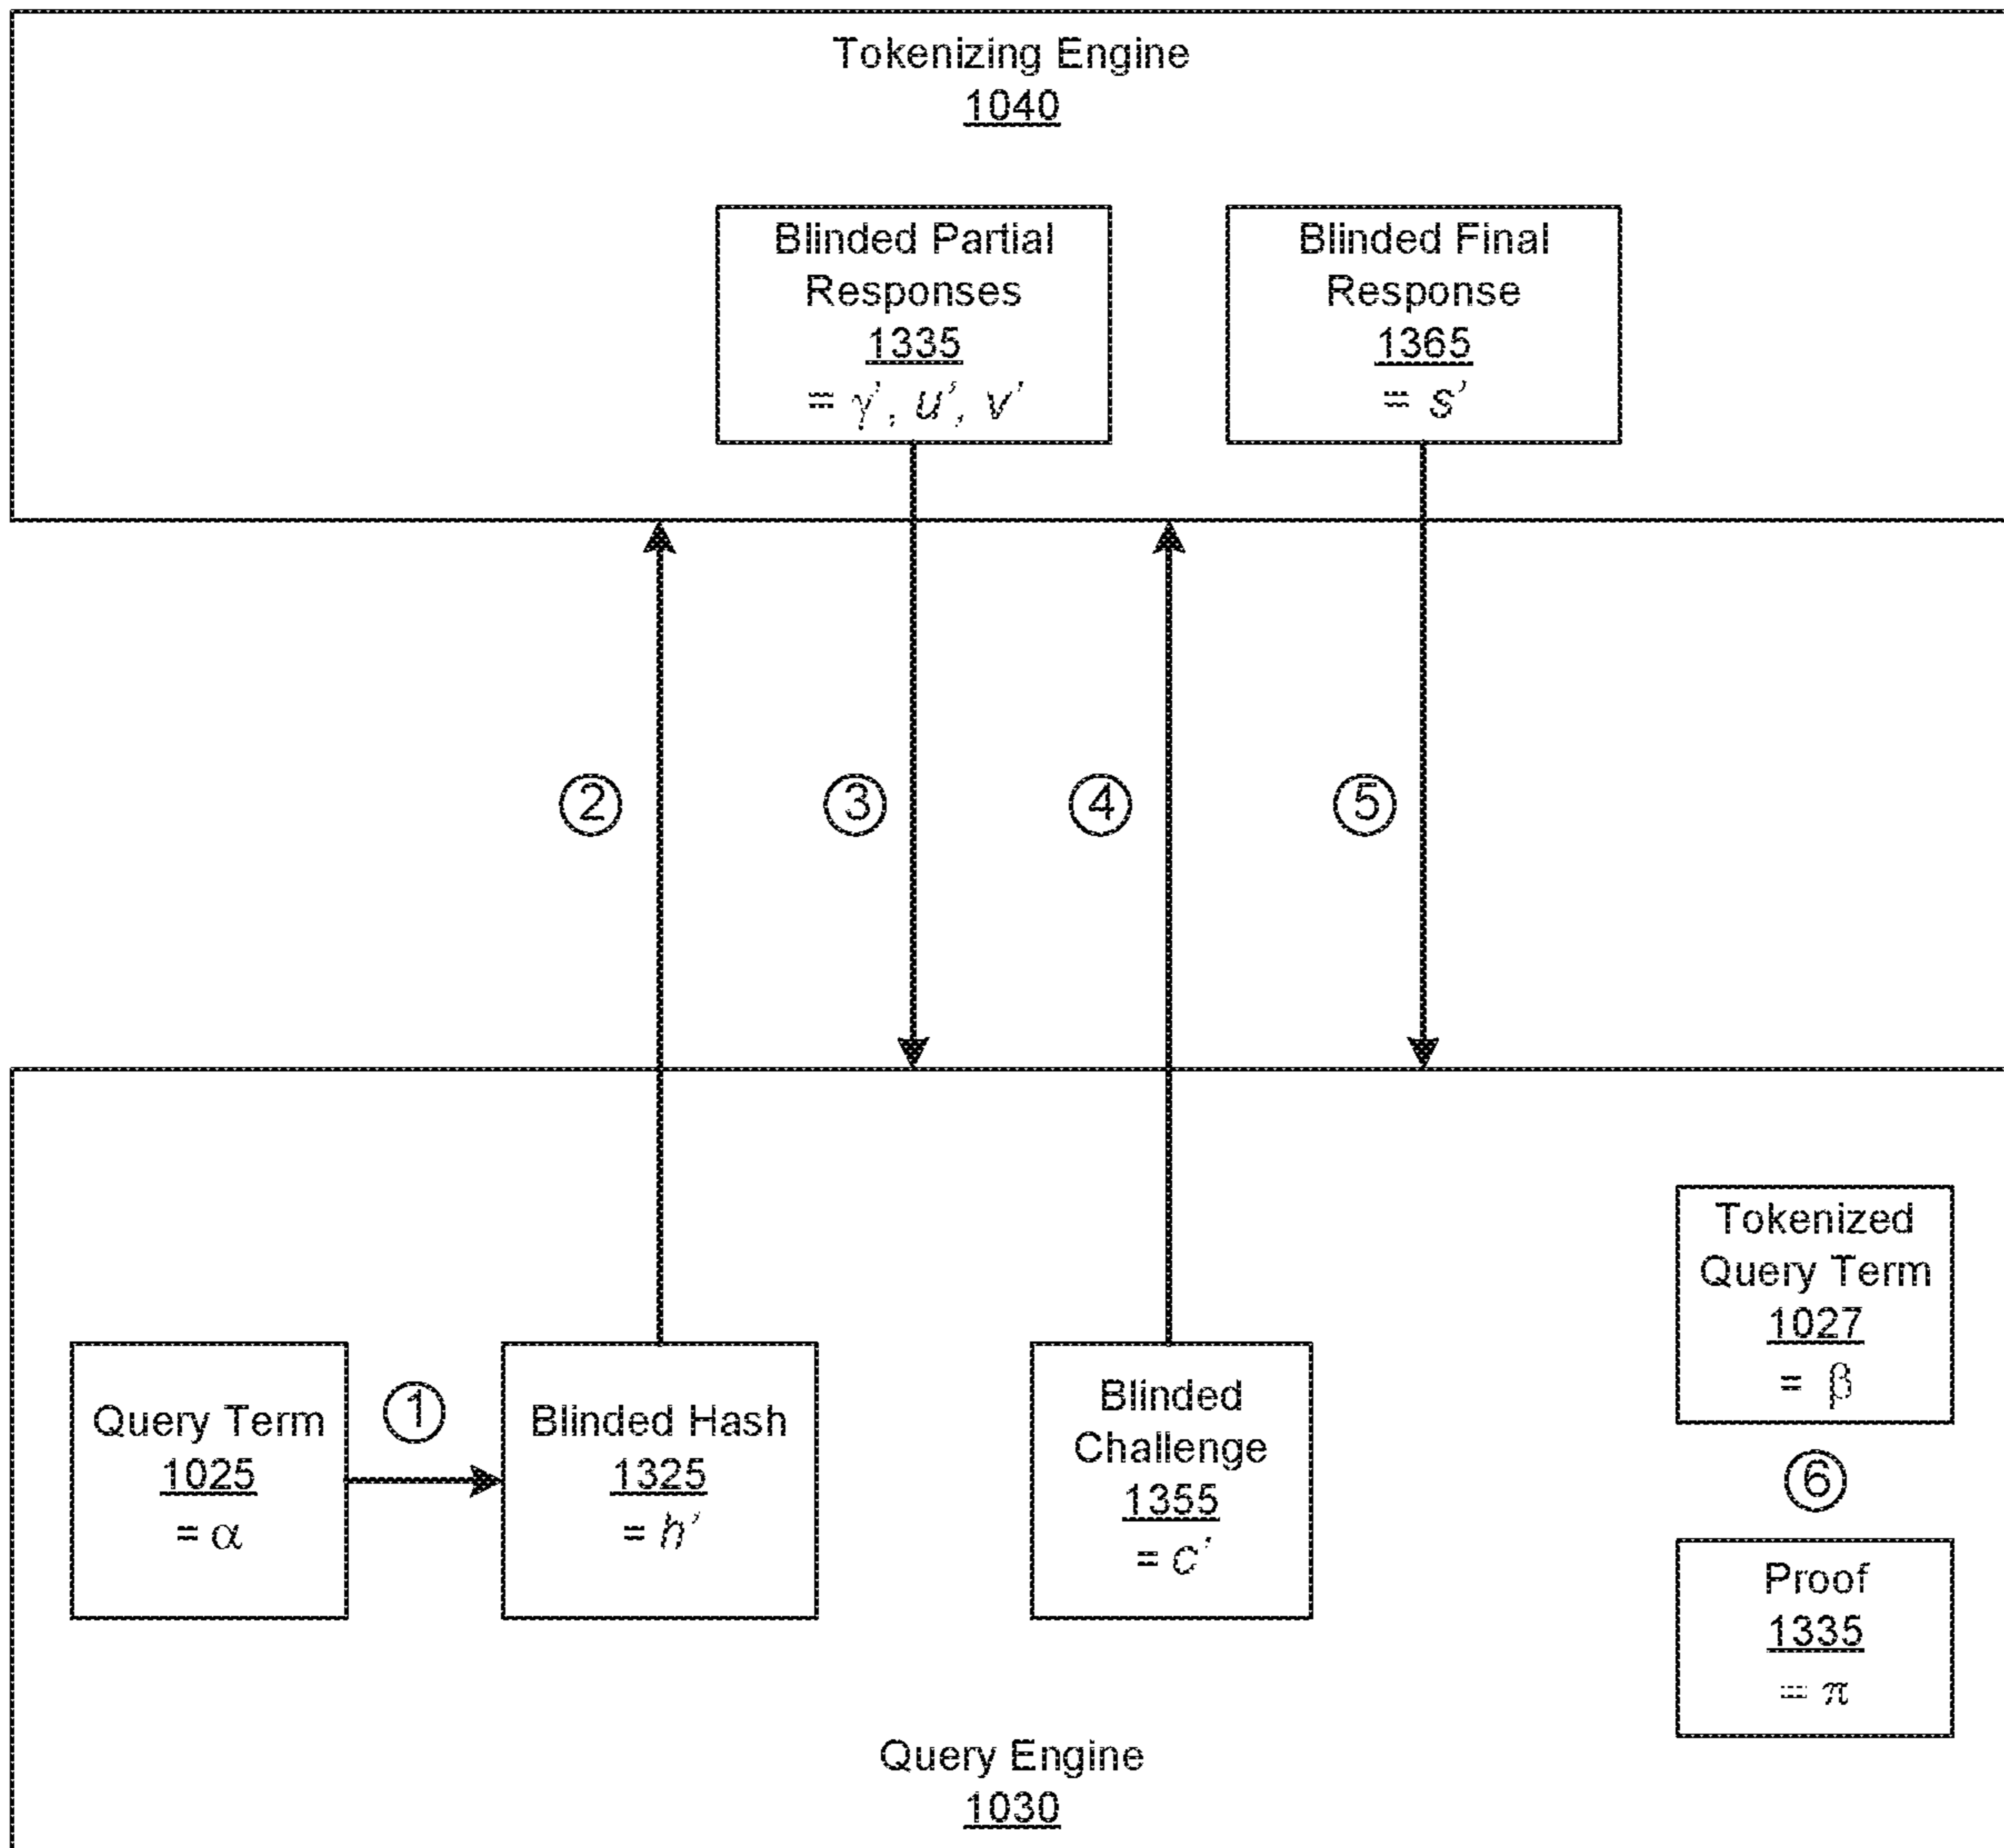 Tokenizing Engine
1040
Blinded Partial
Responses
1335
= γ', u', v'
Blinded Final
Response
1365
= s'
2
3
4
5
Query Term
1025
= α
1
Blinded Hash
1325
= h'
Blinded
Challenge
1355
= c'
Tokenized
Query Term
1027
= β
6
Proof
1335
= π
Query Engine
1030